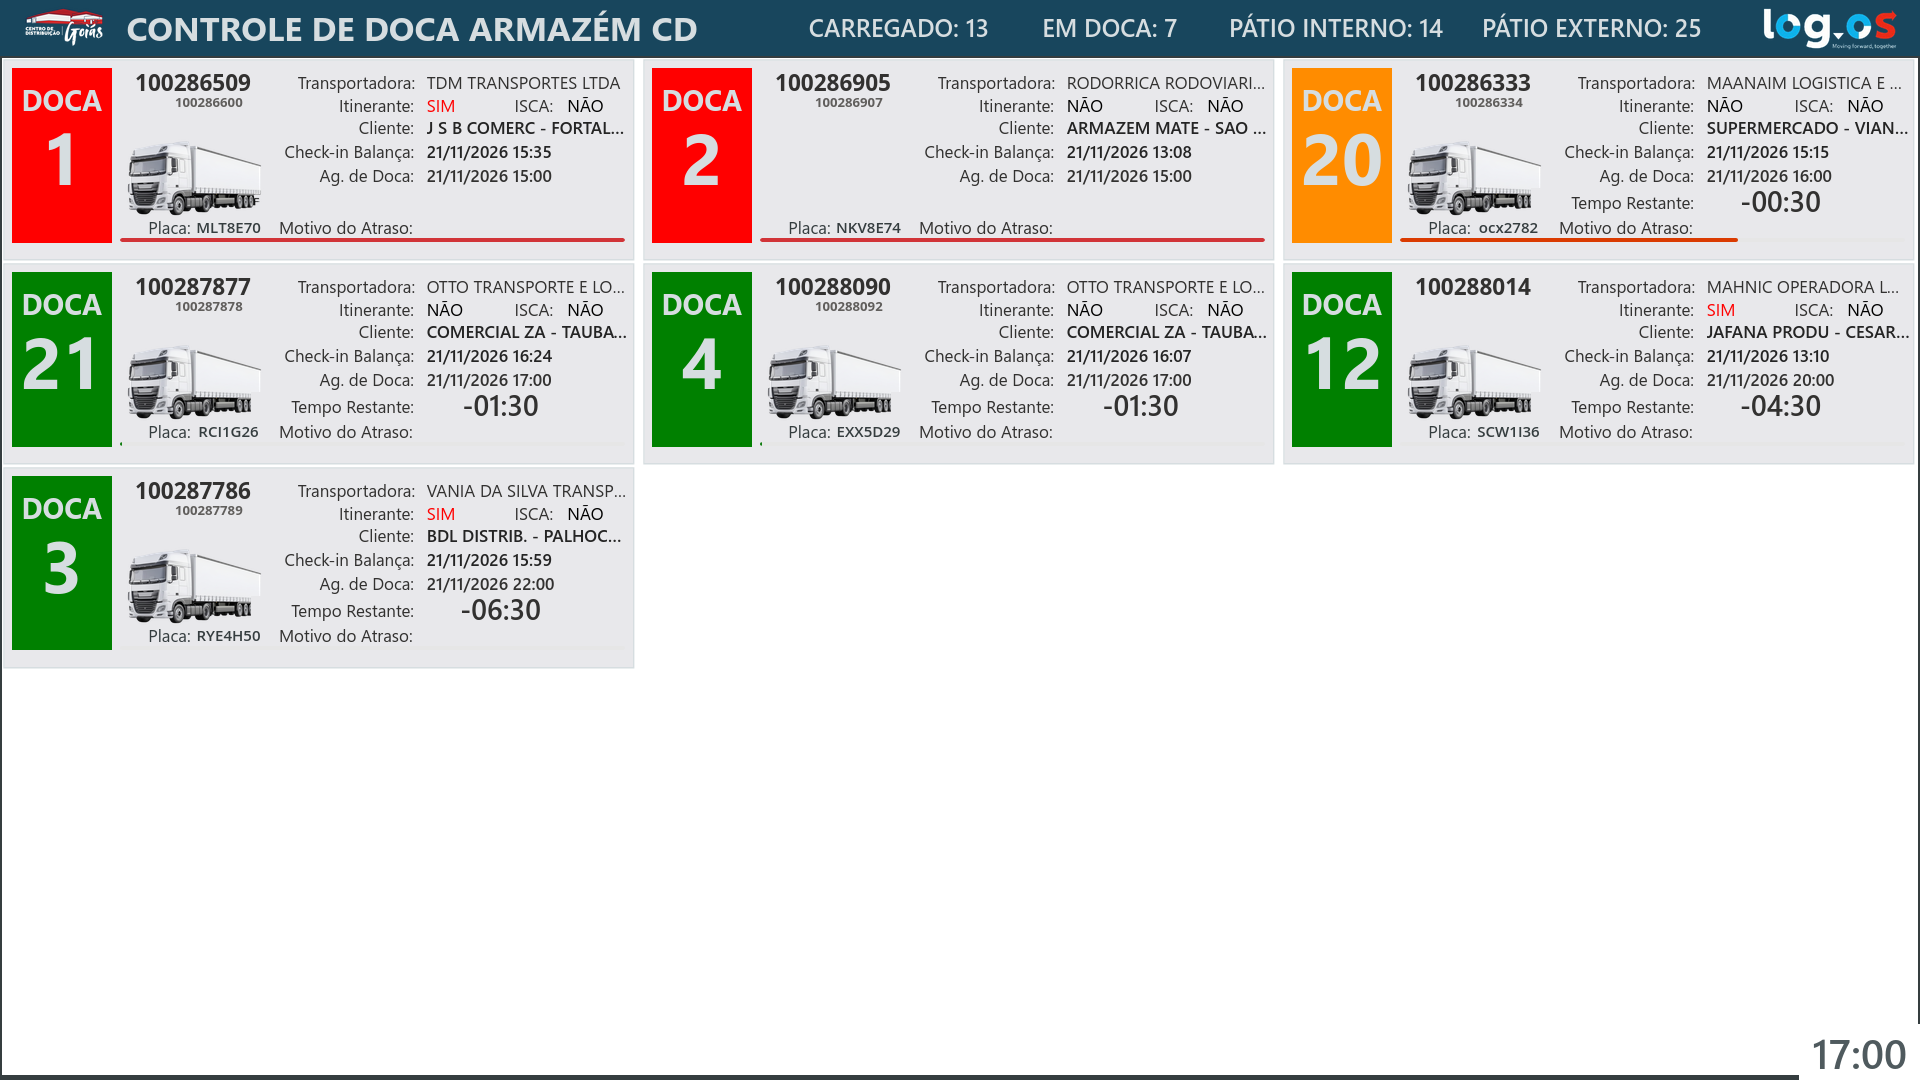 CENTRO DE DISTRIBUIÇÃO Goiás
CONTROLE DE DOCA ARMAZÉM CD
CARREGADO: 13
EM DOCA: 7
PÁTIO INTERNO: 14
PÁTIO EXTERNO: 25
log.os
Moving forward, together
DOCA
1
100286509
100286600
Transportadora: TDM TRANSPORTES LTDA
Itinerante: SIM ISCA: NÃO
Cliente: J S B COMERC - FORTAL...
Check-in Balança: 21/11/2026 15:35
Ag. de Doca: 21/11/2026 15:00
Placa: MLT8E70 Motivo do Atraso:
DOCA
2
100286905
100286907
Transportadora: RODORRICA RODOVIARI...
Itinerante: NÃO ISCA: NÃO
Cliente: ARMAZEM MATE - SAO ...
Check-in Balança: 21/11/2026 13:08
Ag. de Doca: 21/11/2026 15:00
Placa: NKV8E74 Motivo do Atraso:
DOCA
20
100286333
100286334
Transportadora: MAANAIM LOGISTICA E ...
Itinerante: NÃO ISCA: NÃO
Cliente: SUPERMERCADO - VIAN...
Check-in Balança: 21/11/2026 15:15
Ag. de Doca: 21/11/2026 16:00
Tempo Restante: -00:30
Placa: ocx2782 Motivo do Atraso:
DOCA
21
100287877
100287878
Transportadora: OTTO TRANSPORTE E LO...
Itinerante: NÃO ISCA: NÃO
Cliente: COMERCIAL ZA - TAUBA...
Check-in Balança: 21/11/2026 16:24
Ag. de Doca: 21/11/2026 17:00
Tempo Restante: -01:30
Placa: RCI1G26 Motivo do Atraso:
DOCA
4
100288090
100288092
Transportadora: OTTO TRANSPORTE E LO...
Itinerante: NÃO ISCA: NÃO
Cliente: COMERCIAL ZA - TAUBA...
Check-in Balança: 21/11/2026 16:07
Ag. de Doca: 21/11/2026 17:00
Tempo Restante: -01:30
Placa: EXX5D29 Motivo do Atraso:
DOCA
12
100288014
Transportadora: MAHNIC OPERADORA L...
Itinerante: SIM ISCA: NÃO
Cliente: JAFANA PRODU - CESAR...
Check-in Balança: 21/11/2026 13:10
Ag. de Doca: 21/11/2026 20:00
Tempo Restante: -04:30
Placa: SCW1I36 Motivo do Atraso:
DOCA
3
100287786
100287789
Transportadora: VANIA DA SILVA TRANSP...
Itinerante: SIM ISCA: NÃO
Cliente: BDL DISTRIB. - PALHOC...
Check-in Balança: 21/11/2026 15:59
Ag. de Doca: 21/11/2026 22:00
Tempo Restante: -06:30
Placa: RYE4H50 Motivo do Atraso:
17:00